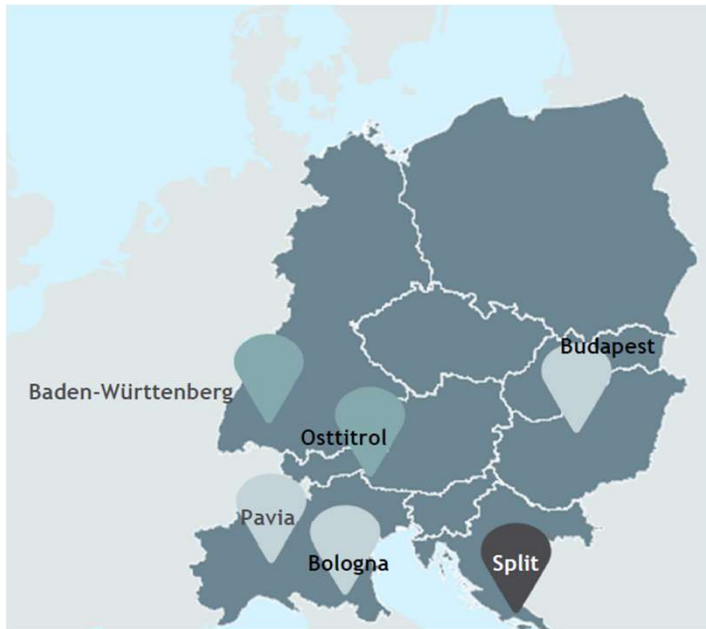 Budapest
Baden-Württenberg
Osttitrol
Pavia
Bologna
Split